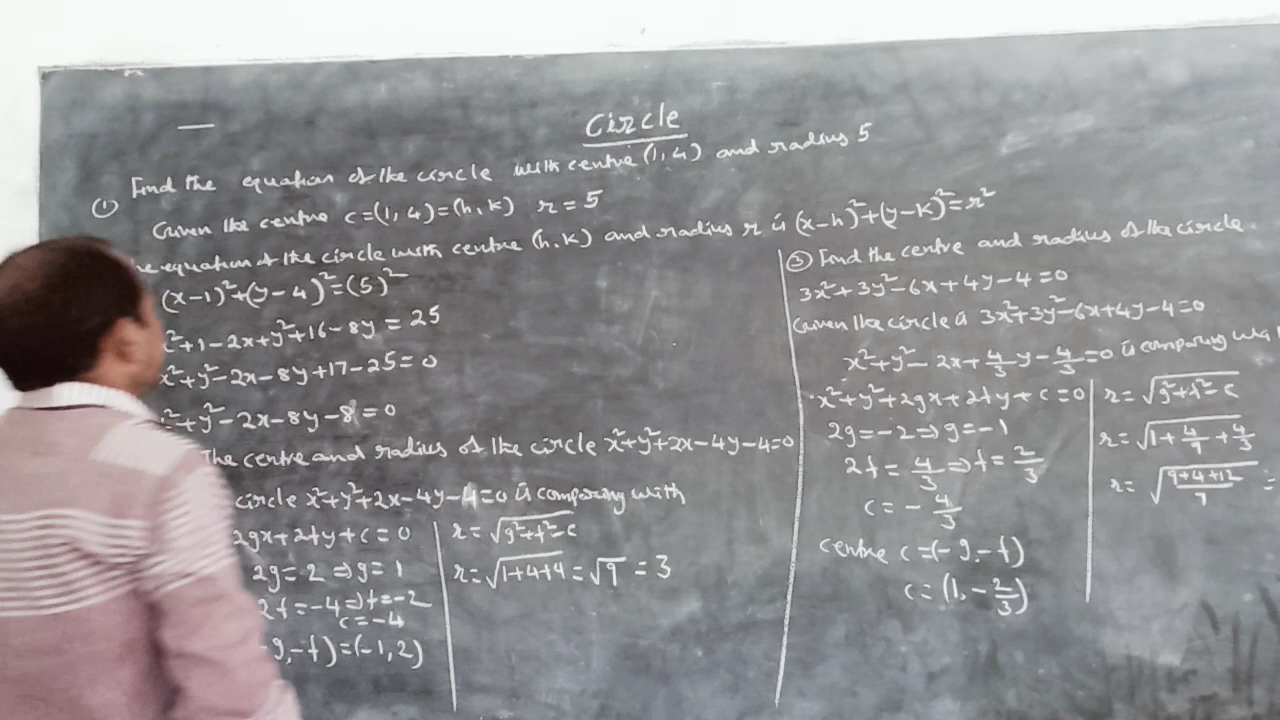 Circle
① Find the equation of the circle with centre (1, 4) and radius 5
Given the centre c=(1, 4)=(h, k) r = 5
equation of the circle with centre (h, k) and radius r is (x-h)²+(y-k)²=r²
(x-1)²+(y-4)²=(5)²
x²+1-2x+y²+16-8y = 25
x²+y²-2x-8y+17-25=0
x²+y²-2x-8y-8=0
The centre and radius of the circle x²+y²+2x-4y-4=0
circle x²+y²+2x-4y-4=0 is comparing with
2gx+2fy+c=0
2g=2 ⇒ g=1
2f=-4 ⇒ f=-2
c=-4
-g,-f)=(-1,2)
r=√(g²+f²-c)
r=√(1+4+4)=√9=3
③ Find the centre and radius of the circle.
3x²+3y²-6x+4y-4=0
Given the circle is 3x²+3y²-6x+4y-4=0
x²+y²-2x+4/3y-4/3=0 is comparing
x²+y²+2gx+2fy+c=0
2g=-2 ⇒ g=-1
2f=4/3 ⇒ f=2/3
c=-4/3
centre c=(-g,-f)
c=(1,-2/3)
r=√(g²+f²-c)
r=√(1+4/9+4/3)
r=√((9+4+12)/9) =